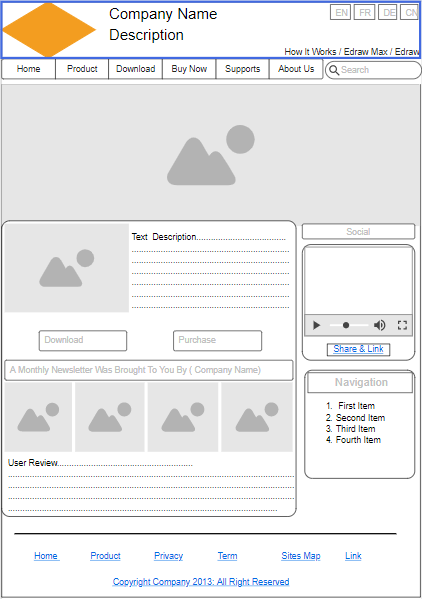 Company Name
Description
EN FR DE CN
How It Works / Edraw Max / Edraw
Home Product Download Buy Now Supports About Us Search
Text Description
Social
Download Purchase
Share & Link
A Monthly Newsletter Was Brought To You By ( Company Name)
Navigation
1. First Item
2. Second Item
3. Third Item
4. Fourth Item
User Review
Home Product Privacy Term Sites Map Link
Copyright Company 2013: All Right Reserved